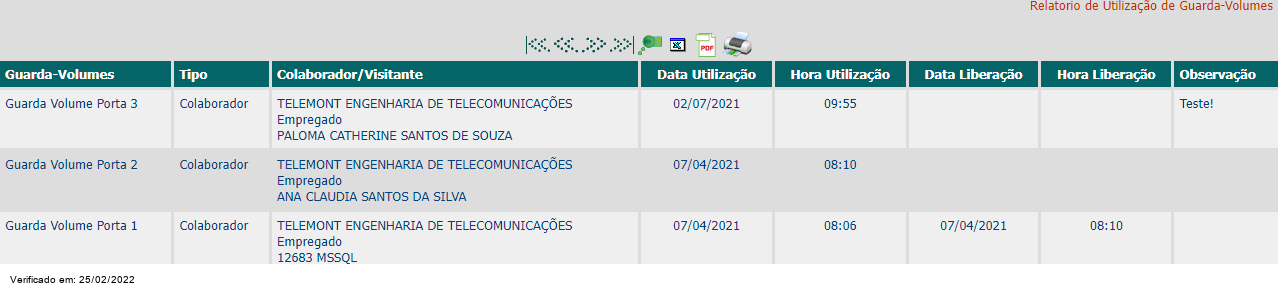 Relatorio de Utilização de Guarda-Volumes
PDF
Guarda-Volumes Tipo Colaborador/Visitante Data Utilização Hora Utilização Data Liberação Hora Liberação Observação
Guarda Volume Porta 3 Colaborador TELEMONT ENGENHARIA DE TELECOMUNICAÇÕES 02/07/2021 09:55 Teste!
Empregado
PALOMA CATHERINE SANTOS DE SOUZA
Guarda Volume Porta 2 Colaborador TELEMONT ENGENHARIA DE TELECOMUNICAÇÕES 07/04/2021 08:10
Empregado
ANA CLAUDIA SANTOS DA SILVA
Guarda Volume Porta 1 Colaborador TELEMONT ENGENHARIA DE TELECOMUNICAÇÕES 07/04/2021 08:06 07/04/2021 08:10
Empregado
12683 MSSQL
Verificado em: 25/02/2022